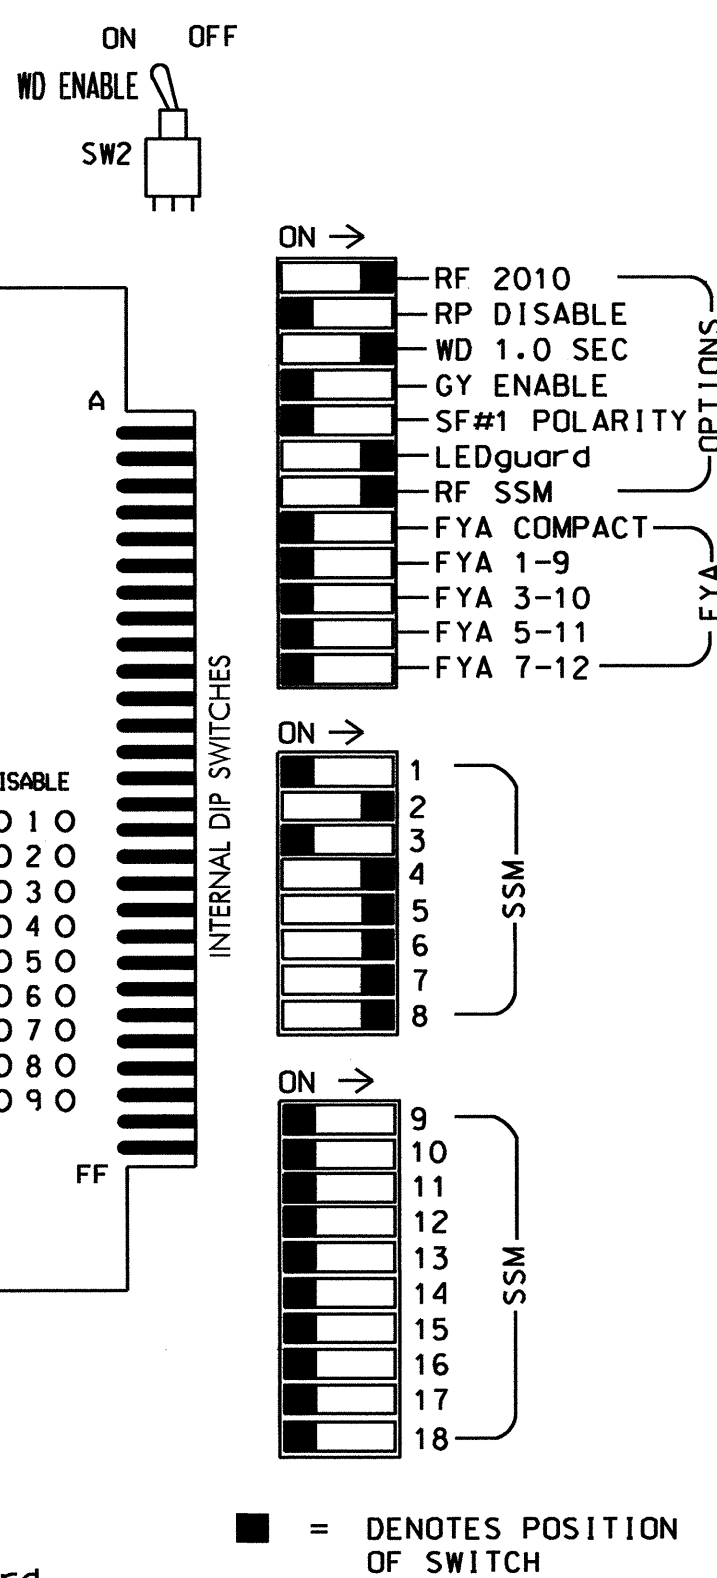 ON OFF
WD ENABLE
SW2
ON →
RF 2010
RP DISABLE
WD 1.0 SEC
GY ENABLE
SF#1 POLARITY
LEDguard
RF SSM
OPTIONS
FYA COMPACT
FYA 1-9
FYA 3-10
FYA 5-11
FYA 7-12
FYA
A
INTERNAL DIP SWITCHES
FF
ISABLE
1
2
3
4
5
6
7
8
9
ON →
1
2
3
4
5
6
7
8
SSM
ON →
9
10
11
12
13
14
15
16
17
18
SSM
= DENOTES POSITION
OF SWITCH
rd